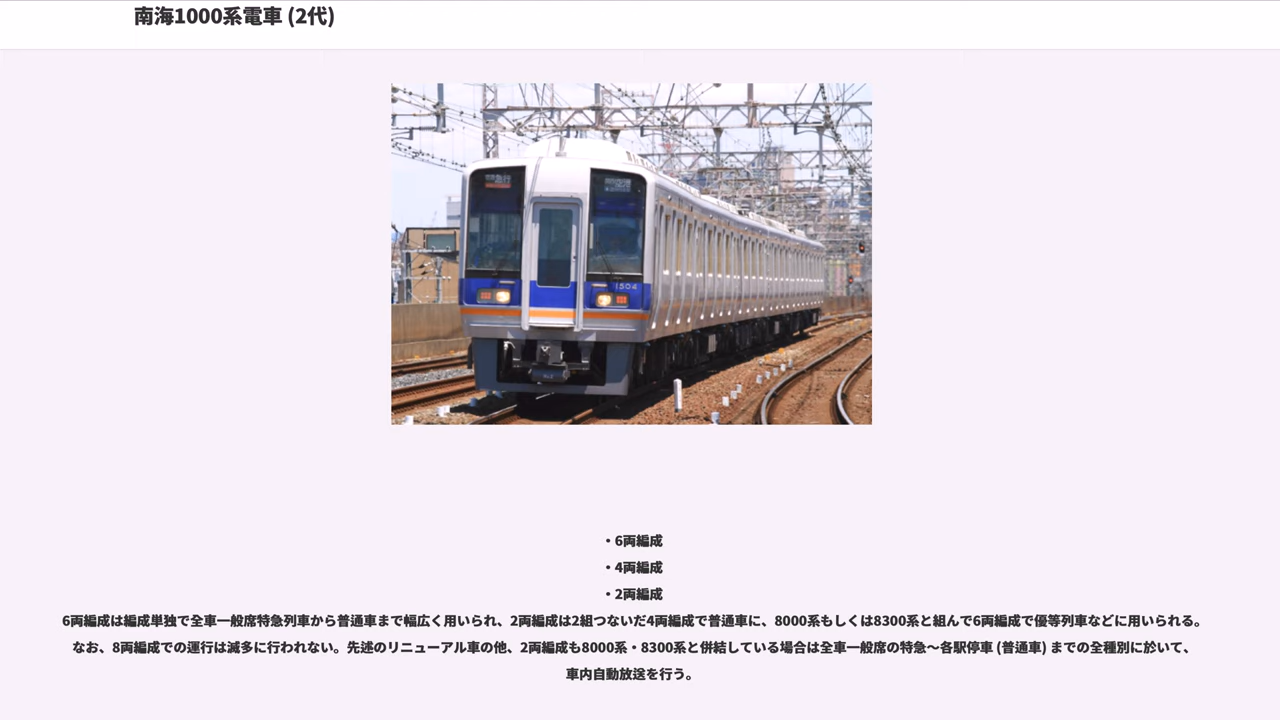 南海1000系電車 (2代)
急行
1504
・6両編成
・4両編成
・2両編成
6両編成は編成単独で全車一般席特急列車から普通車まで幅広く用いられ、2両編成は2組つないだ4両編成で普通車に、8000系もしくは8300系と組んで6両編成で優等列車などに用いられる。
なお、8両編成での運行は滅多に行われない。先述のリニューアル車の他、2両編成も8000系・8300系と併結している場合は全車一般席の特急〜各駅停車 (普通車) までの全種別に於いて、
車内自動放送を行う。